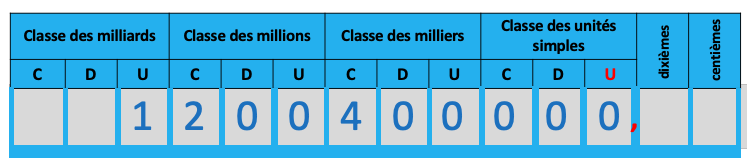 Classe des milliards Classe des millions Classe des milliers Classe des unités simples dixièmes centièmes
C D U C D U C D U C D U
1 2 0 0 4 0 0 0 0 0,